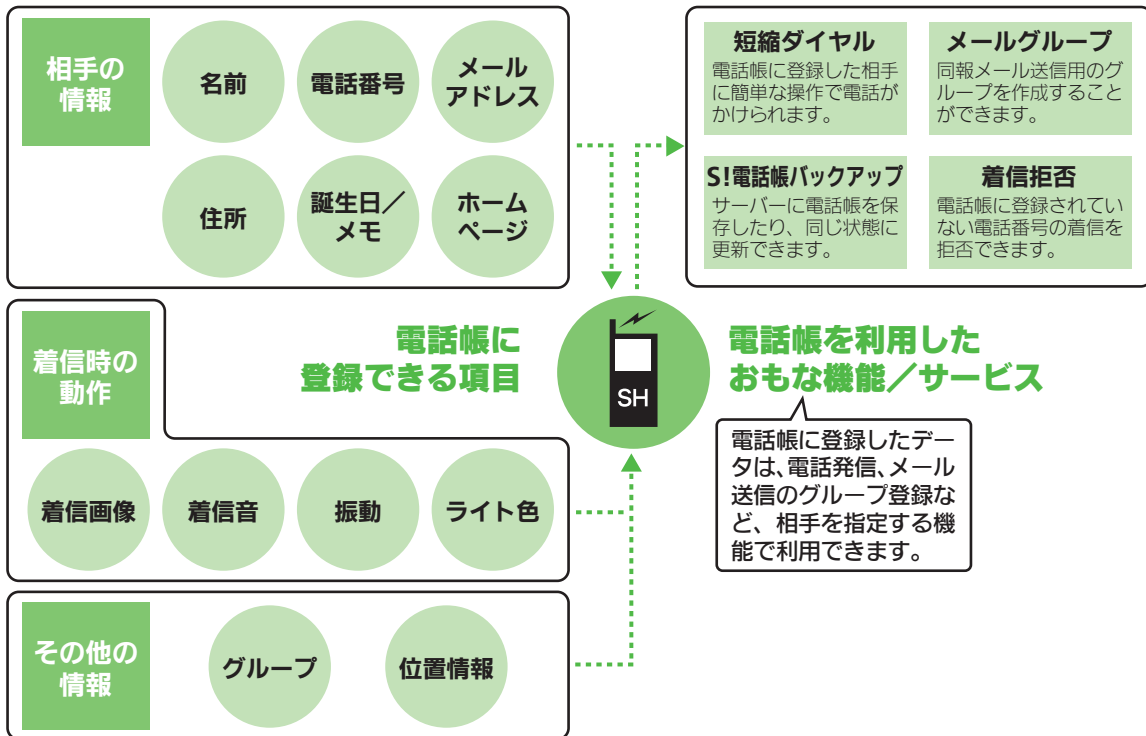 相手の
情報
名前
電話番号
メール
アドレス
住所
誕生日／
メモ
ホーム
ページ
着信時の
動作
着信画像
着信音
振動
ライト色
その他の
情報
グループ
位置情報
電話帳に
登録できる項目
SH
短縮ダイヤル
電話帳に登録した相手
に簡単な操作で電話が
かけられます。
メールグループ
同報メール送信用のグ
ループを作成すること
ができます。
S!電話帳バックアップ
サーバーに電話帳を保
存したり、同じ状態に
更新できます。
着信拒否
電話帳に登録されてい
ない電話番号の着信を
拒否できます。
電話帳を利用した
おもな機能／サービス
電話帳に登録したデー
タは、電話発信、メール
送信のグループ登録な
ど、相手を指定する機
能で利用できます。